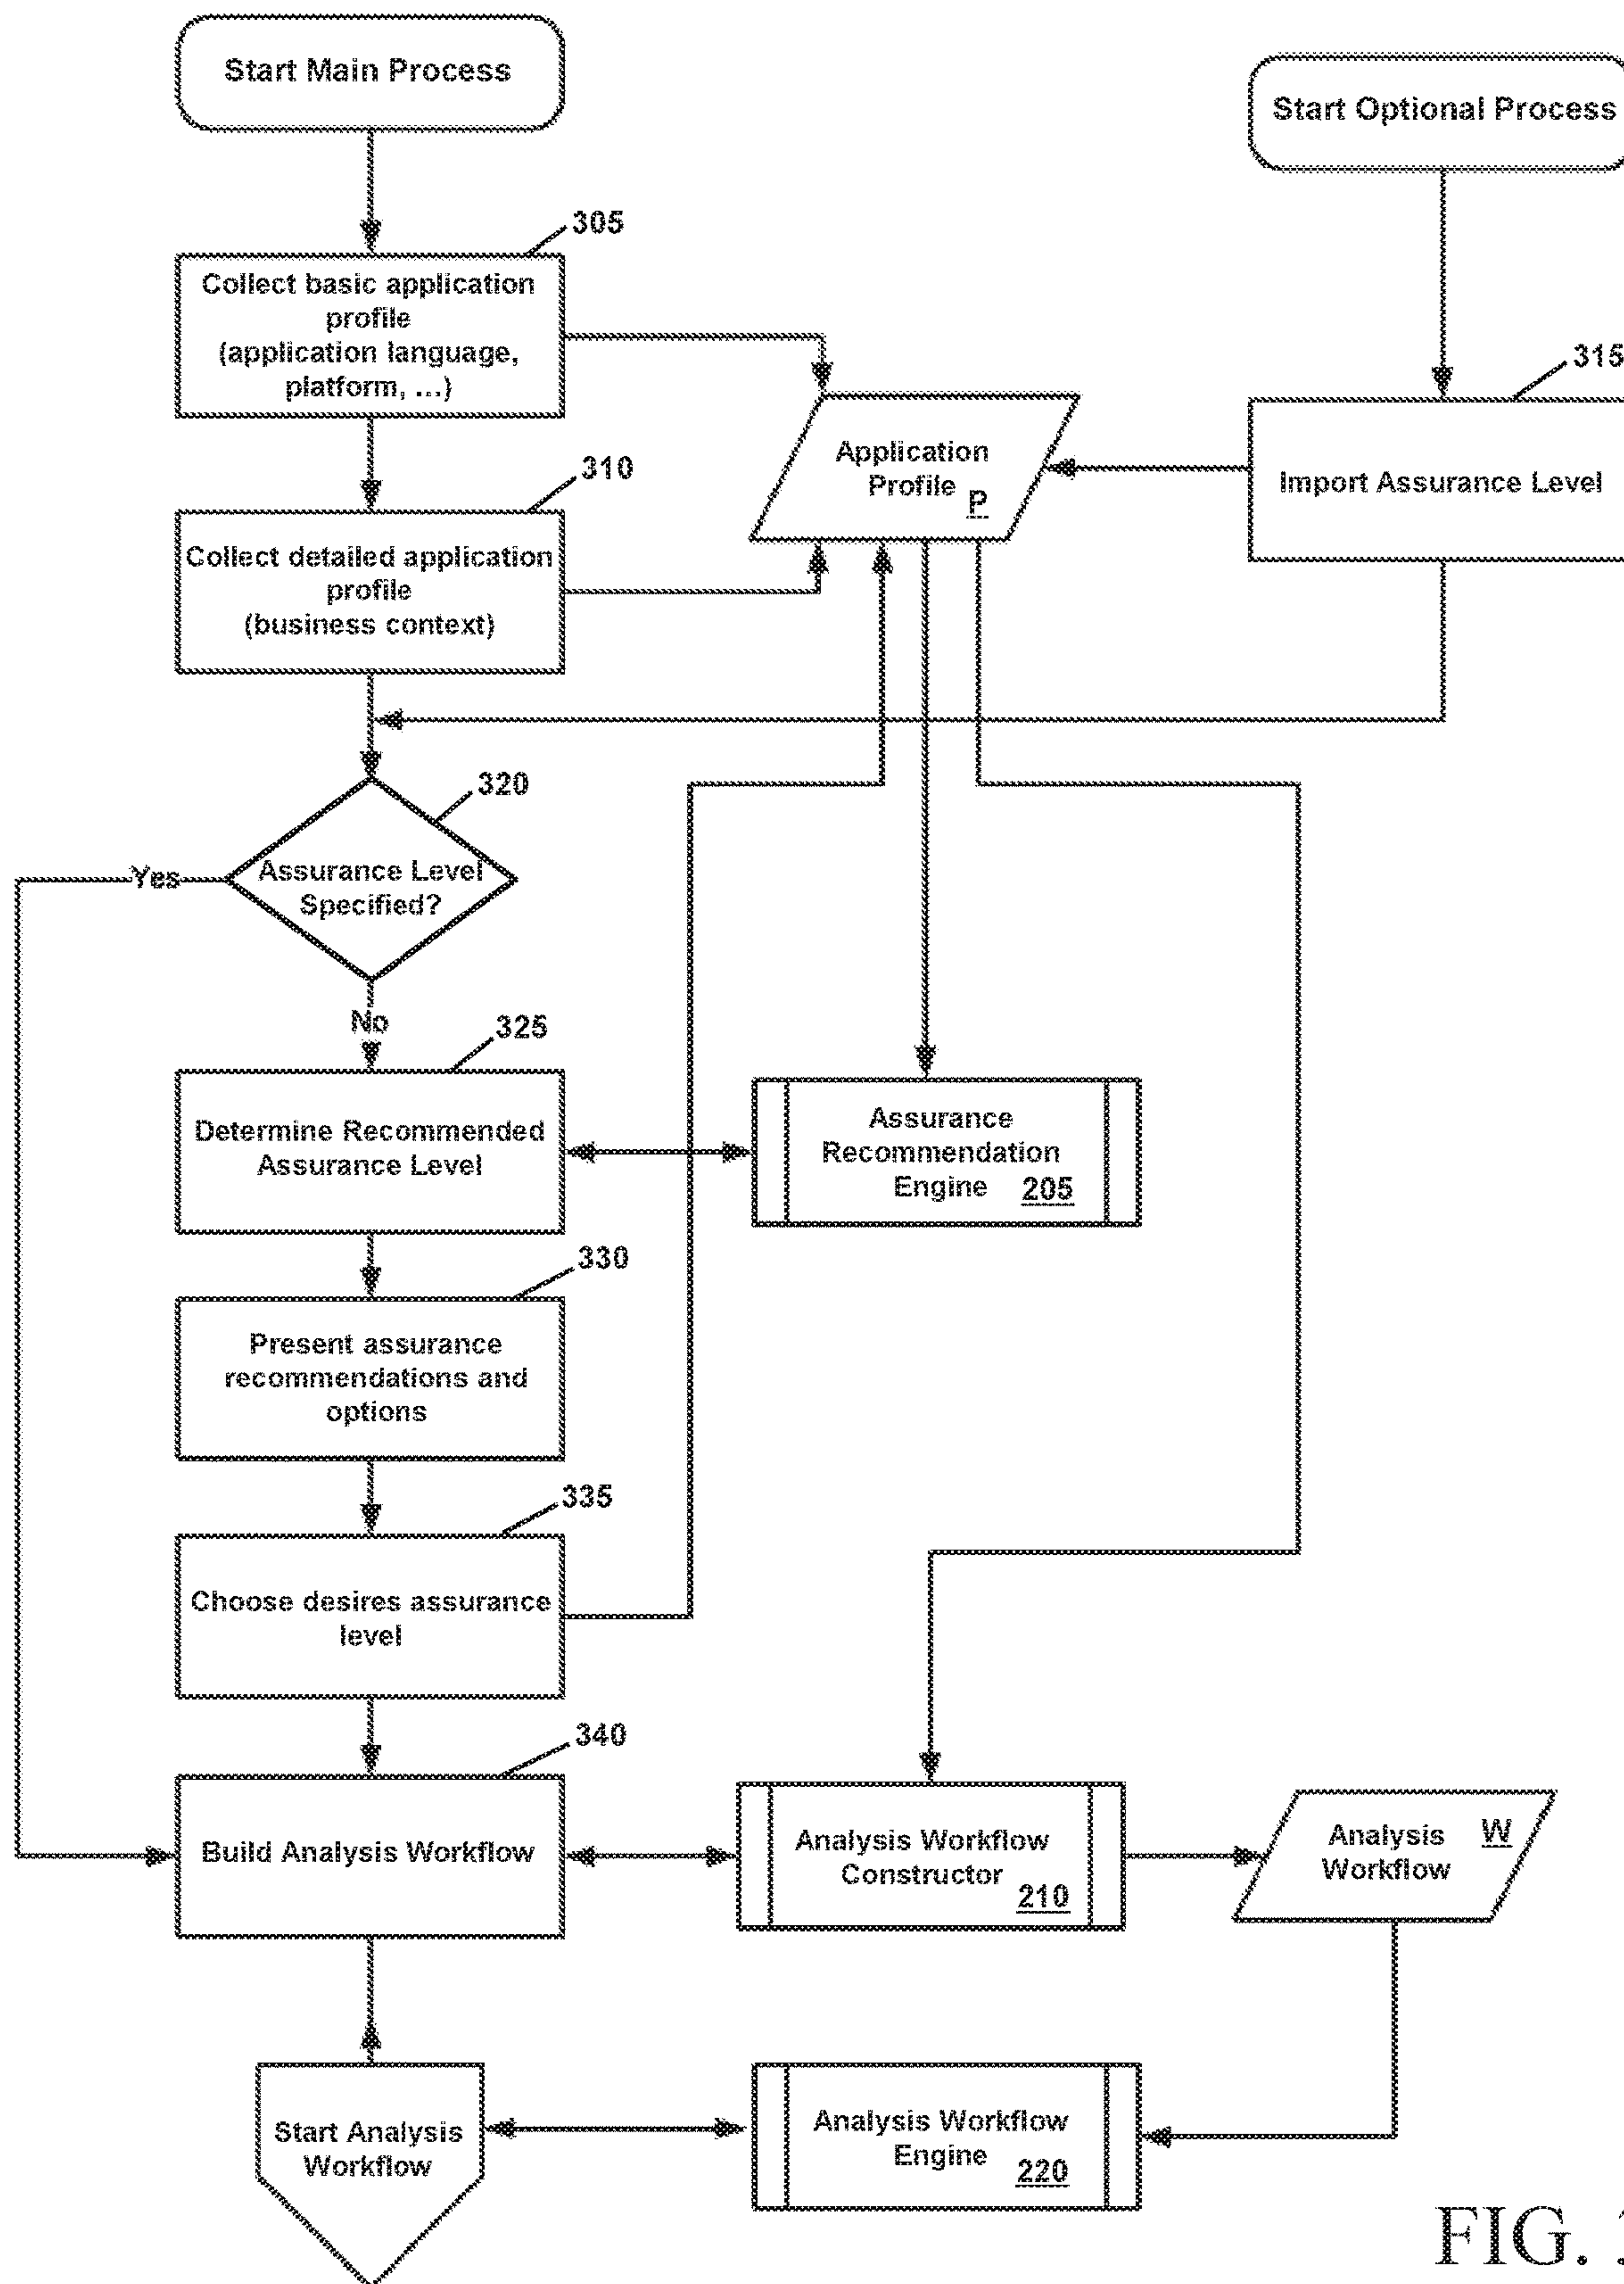 Start Main Process
Start Optional Process
305
Collect basic application
profile
(application language,
platform, ...)
315
Application
Profile P
Import Assurance Level
310
Collect detailed application
profile
(business context)
320
Assurance Level
Specified?
Yes
No
325
Determine Recommended
Assurance Level
Assurance
Recommendation
Engine 205
330
Present assurance
recommendations and
options
335
Choose desires assurance
level
340
Build Analysis Workflow
Analysis Workflow
Constructor 210
Analysis W
Workflow
Start Analysis
Workflow
Analysis Workflow
Engine 220
FIG.